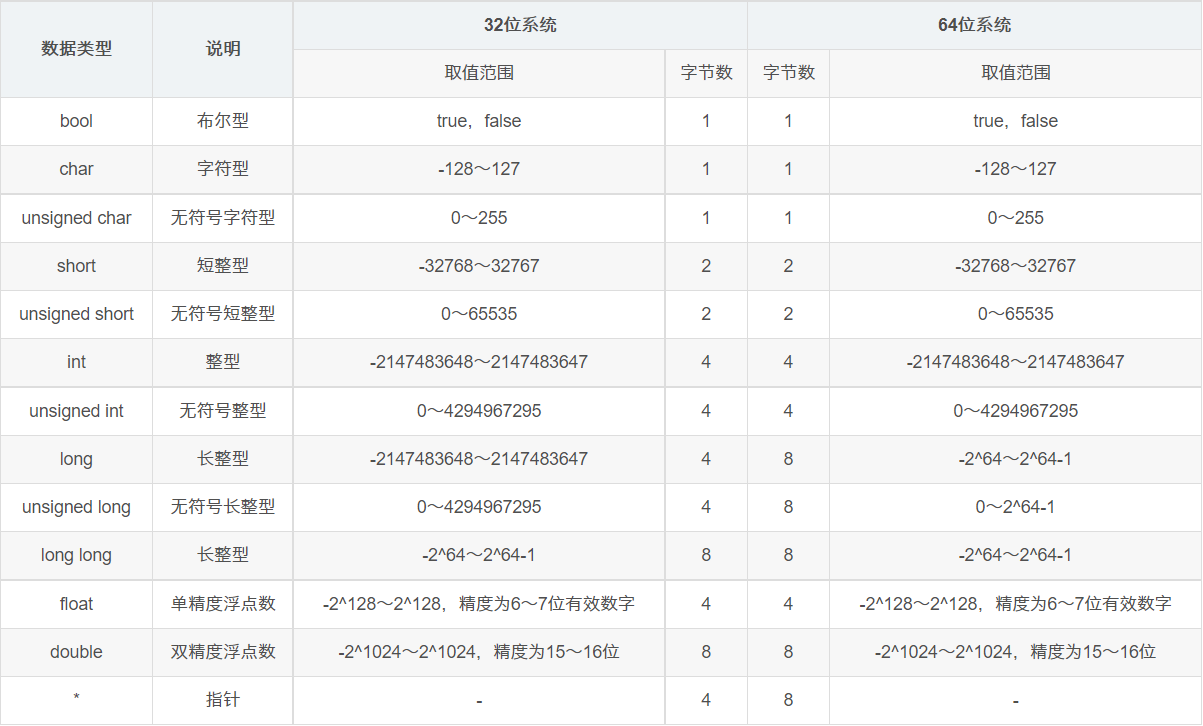 数据类型 说明 32位系统 64位系统
取值范围 字节数 字节数 取值范围
bool 布尔型 true，false 1 1 true，false
char 字符型 -128～127 1 1 -128～127
unsigned char 无符号字符型 0～255 1 1 0～255
short 短整型 -32768～32767 2 2 -32768～32767
unsigned short 无符号短整型 0～65535 2 2 0～65535
int 整型 -2147483648～2147483647 4 4 -2147483648～2147483647
unsigned int 无符号整型 0～4294967295 4 4 0～4294967295
long 长整型 -2147483648～2147483647 4 8 -2^64～2^64-1
unsigned long 无符号长整型 0～4294967295 4 8 0～2^64-1
long long 长整型 -2^64～2^64-1 8 8 -2^64～2^64-1
float 单精度浮点数 -2^128～2^128，精度为6～7位有效数字 4 4 -2^128～2^128，精度为6～7位有效数字
double 双精度浮点数 -2^1024～2^1024，精度为15～16位 8 8 -2^1024～2^1024，精度为15～16位
* 指针 - 4 8 -